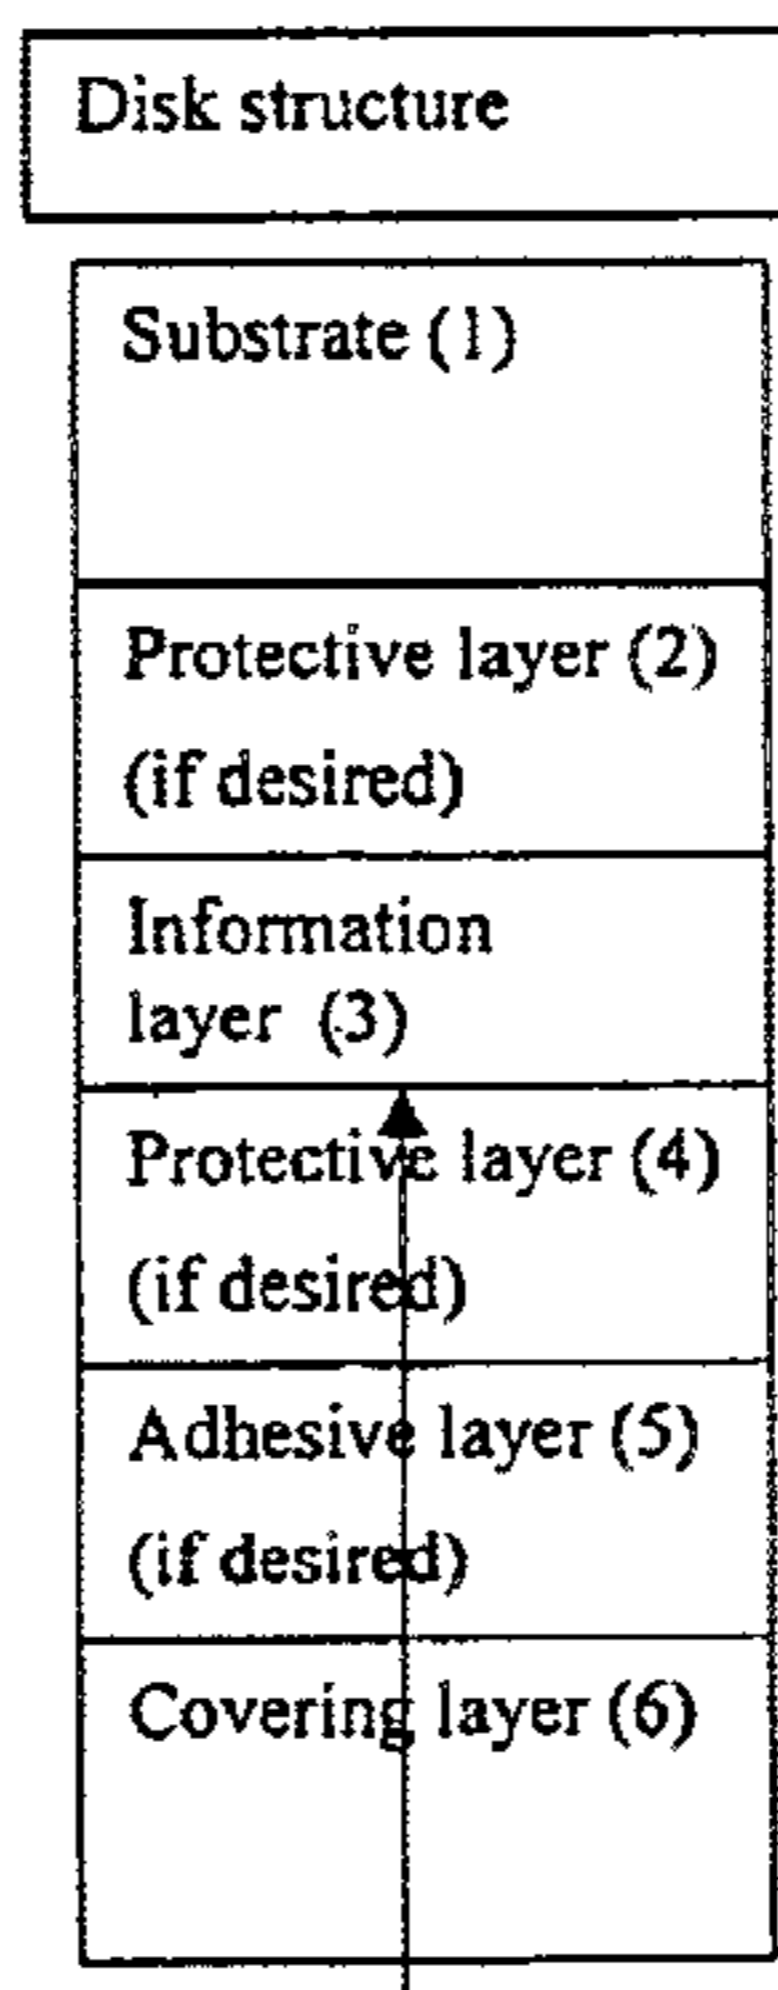 Disk structure
Substrate (1)
Protective layer (2)
(if desired)
Information
layer (3)
Protective layer (4)
(if desired)
Adhesive layer (5)
(if desired)
Covering layer (6)